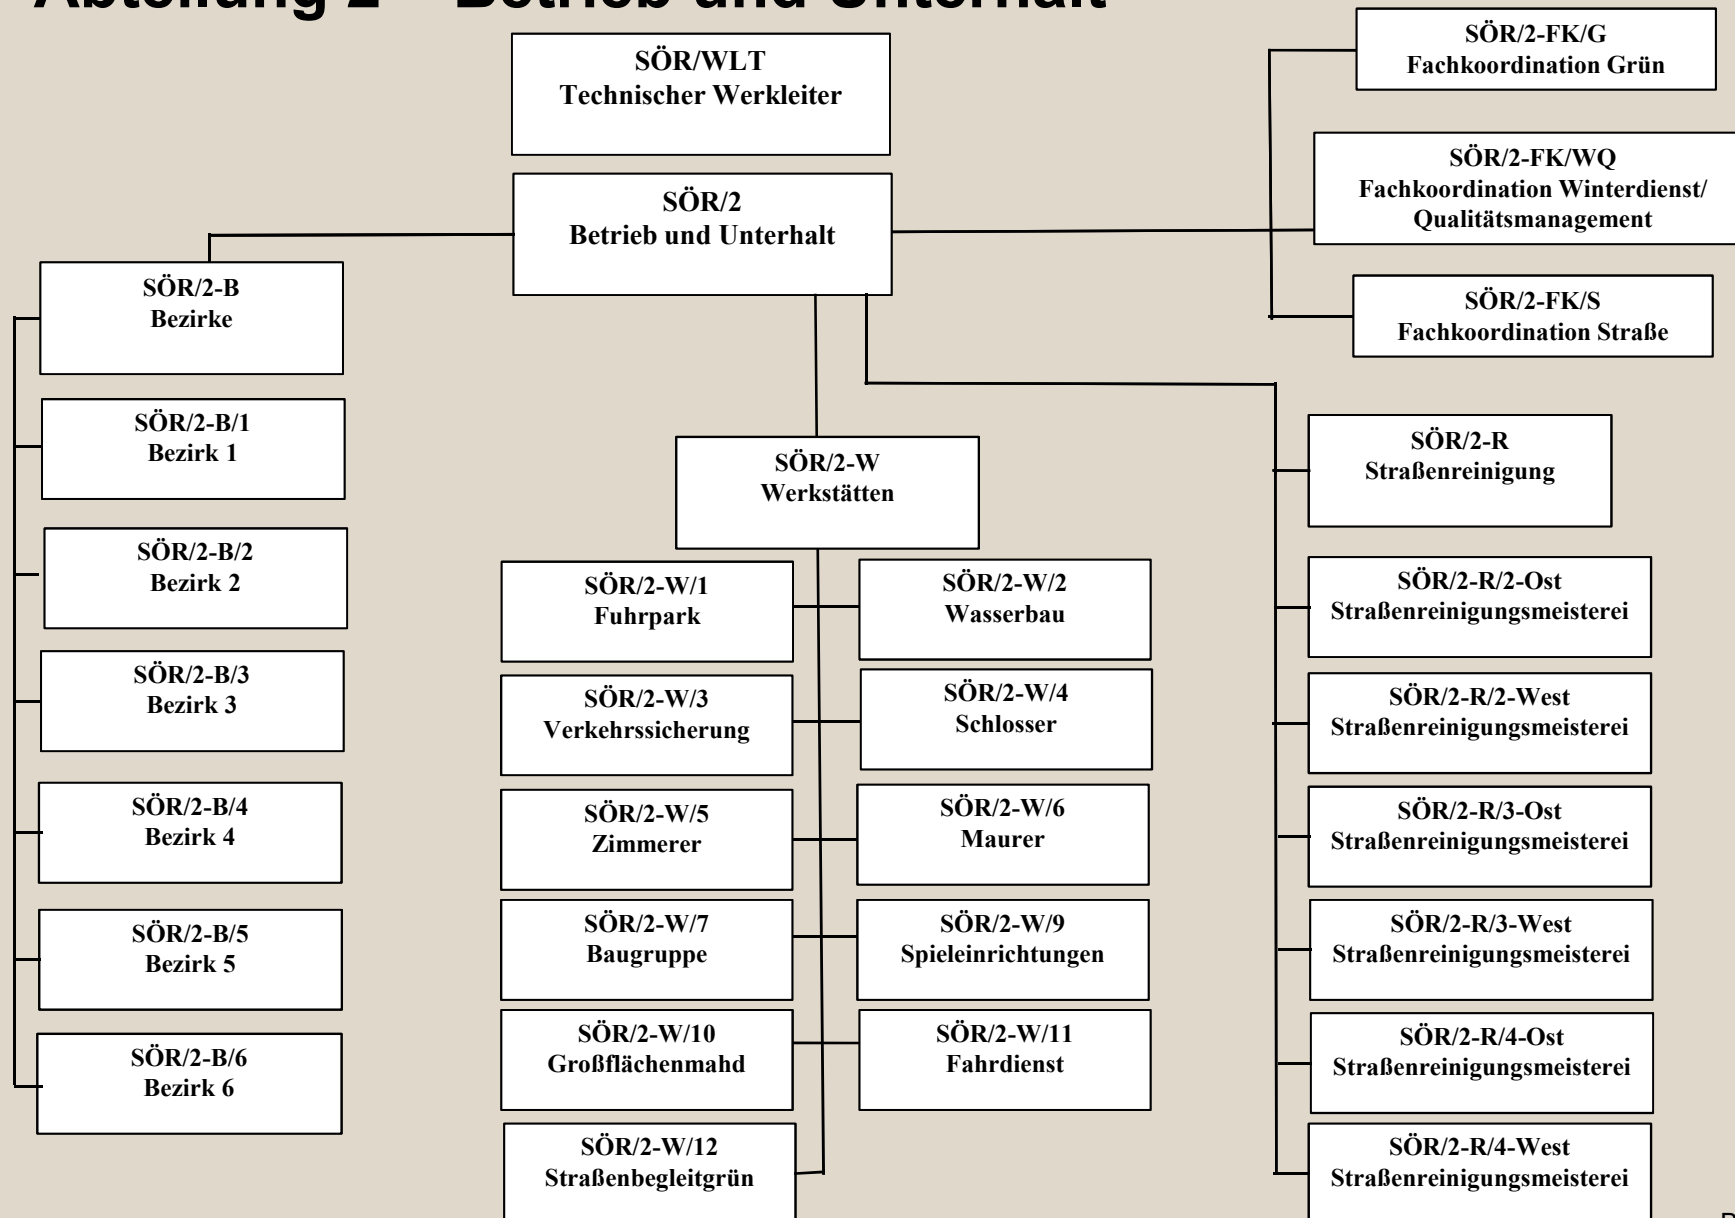 Abteilung 2 – Betrieb und Unterhalt
SÖR/WLT
Technischer Werkleiter
SÖR/2
Betrieb und Unterhalt
SÖR/2-FK/G
Fachkoordination Grün
SÖR/2-FK/WQ
Fachkoordination Winterdienst/
Qualitätsmanagement
SÖR/2-FK/S
Fachkoordination Straße
SÖR/2-B
Bezirke
SÖR/2-B/1
Bezirk 1
SÖR/2-B/2
Bezirk 2
SÖR/2-B/3
Bezirk 3
SÖR/2-B/4
Bezirk 4
SÖR/2-B/5
Bezirk 5
SÖR/2-B/6
Bezirk 6
SÖR/2-W
Werkstätten
SÖR/2-W/1
Fuhrpark
SÖR/2-W/2
Wasserbau
SÖR/2-W/3
Verkehrssicherung
SÖR/2-W/4
Schlosser
SÖR/2-W/5
Zimmerer
SÖR/2-W/6
Maurer
SÖR/2-W/7
Baugruppe
SÖR/2-W/9
Spieleinrichtungen
SÖR/2-W/10
Großflächenmahd
SÖR/2-W/11
Fahrdienst
SÖR/2-W/12
Straßenbegleitgrün
SÖR/2-R
Straßenreinigung
SÖR/2-R/2-Ost
Straßenreinigungsmeisterei
SÖR/2-R/2-West
Straßenreinigungsmeisterei
SÖR/2-R/3-Ost
Straßenreinigungsmeisterei
SÖR/2-R/3-West
Straßenreinigungsmeisterei
SÖR/2-R/4-Ost
Straßenreinigungsmeisterei
SÖR/2-R/4-West
Straßenreinigungsmeisterei